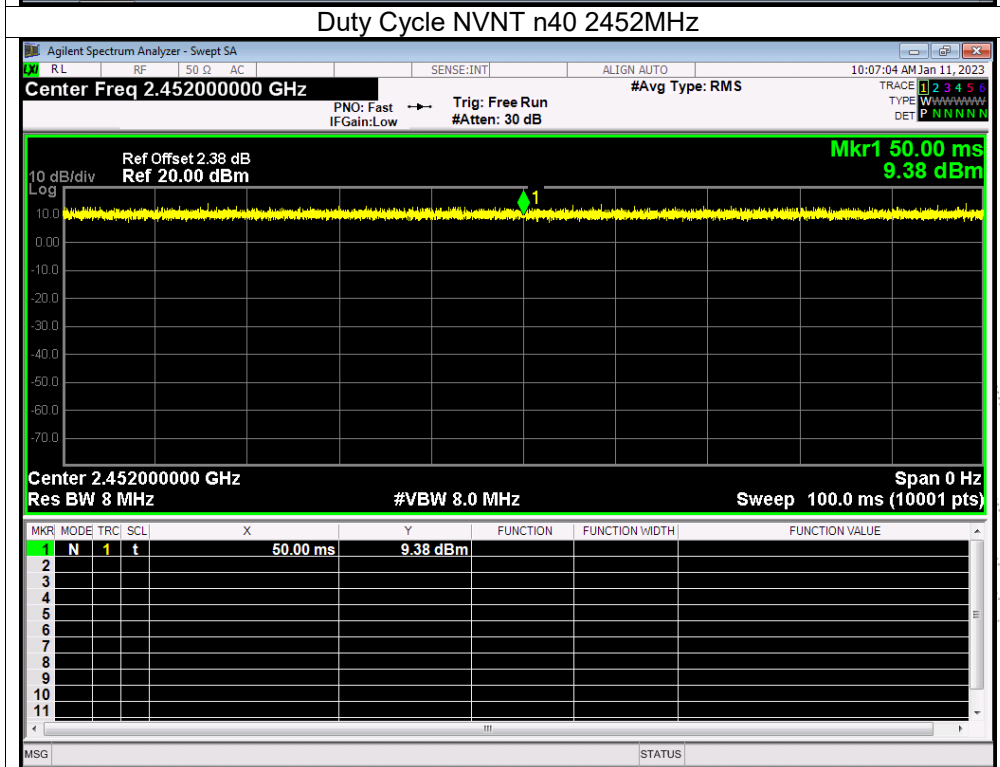 Duty Cycle NVNT n40 2452MHz
Agilent Spectrum Analyzer - Swept SA
LXI RL RF 50 Ω AC SENSE:INT ALIGN AUTO 10:07:04 AM Jan 11, 2023
Center Freq 2.452000000 GHz #Avg Type: RMS TRACE 1 2 3 4 5 6
PNO: Fast Trig: Free Run TYPE WWWWWW
IFGain:Low #Atten: 30 dB DET P N N N N N
Mkr1 50.00 ms
Ref Offset 2.38 dB
10 dB/div Ref 20.00 dBm 9.38 dBm
Log
1
10.0
0.00
-10.0
-20.0
-30.0
-40.0
-50.0
-60.0
-70.0
Center 2.452000000 GHz Span 0 Hz
Res BW 8 MHz #VBW 8.0 MHz Sweep 100.0 ms (10001 pts)
MKR MODE TRC SCL X Y FUNCTION FUNCTION WIDTH FUNCTION VALUE
1 N 1 t 50.00 ms 9.38 dBm
2
3
4
5
6
7
8
9
10
11
MSG STATUS